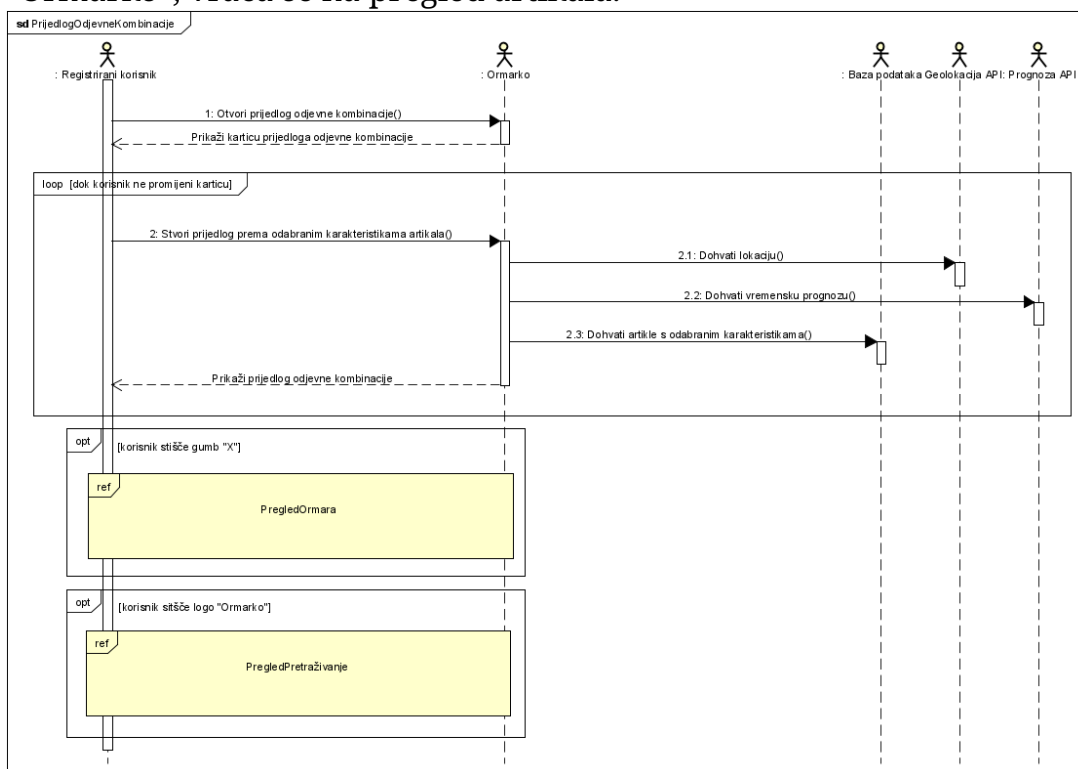 "Ormarko", vraća se na pregled artikala.
sd PrijedlogOdjevneKombinacije
: Registrirani korisnik
: Ormarko
: Baza podataka
Geolokacija API
: Prognoza API
1: Otvori prijedlog odjevne kombinacije()
Prikaži karticu prijedloga odjevne kombinacije
loop [dok korisnik ne promijeni karticu]
2: Stvori prijedlog prema odabranim karakteristikama artikala()
2.1: Dohvati lokaciju()
2.2: Dohvati vremensku prognozu()
2.3: Dohvati artikle s odabranim karakteristikama()
Prikaži prijedlog odjevne kombinacije
opt [korisnik stišče gumb "X"]
ref
PregledOrmara
opt [korisnik sitšče logo "Ormarko"]
ref
PregledPretraživanje